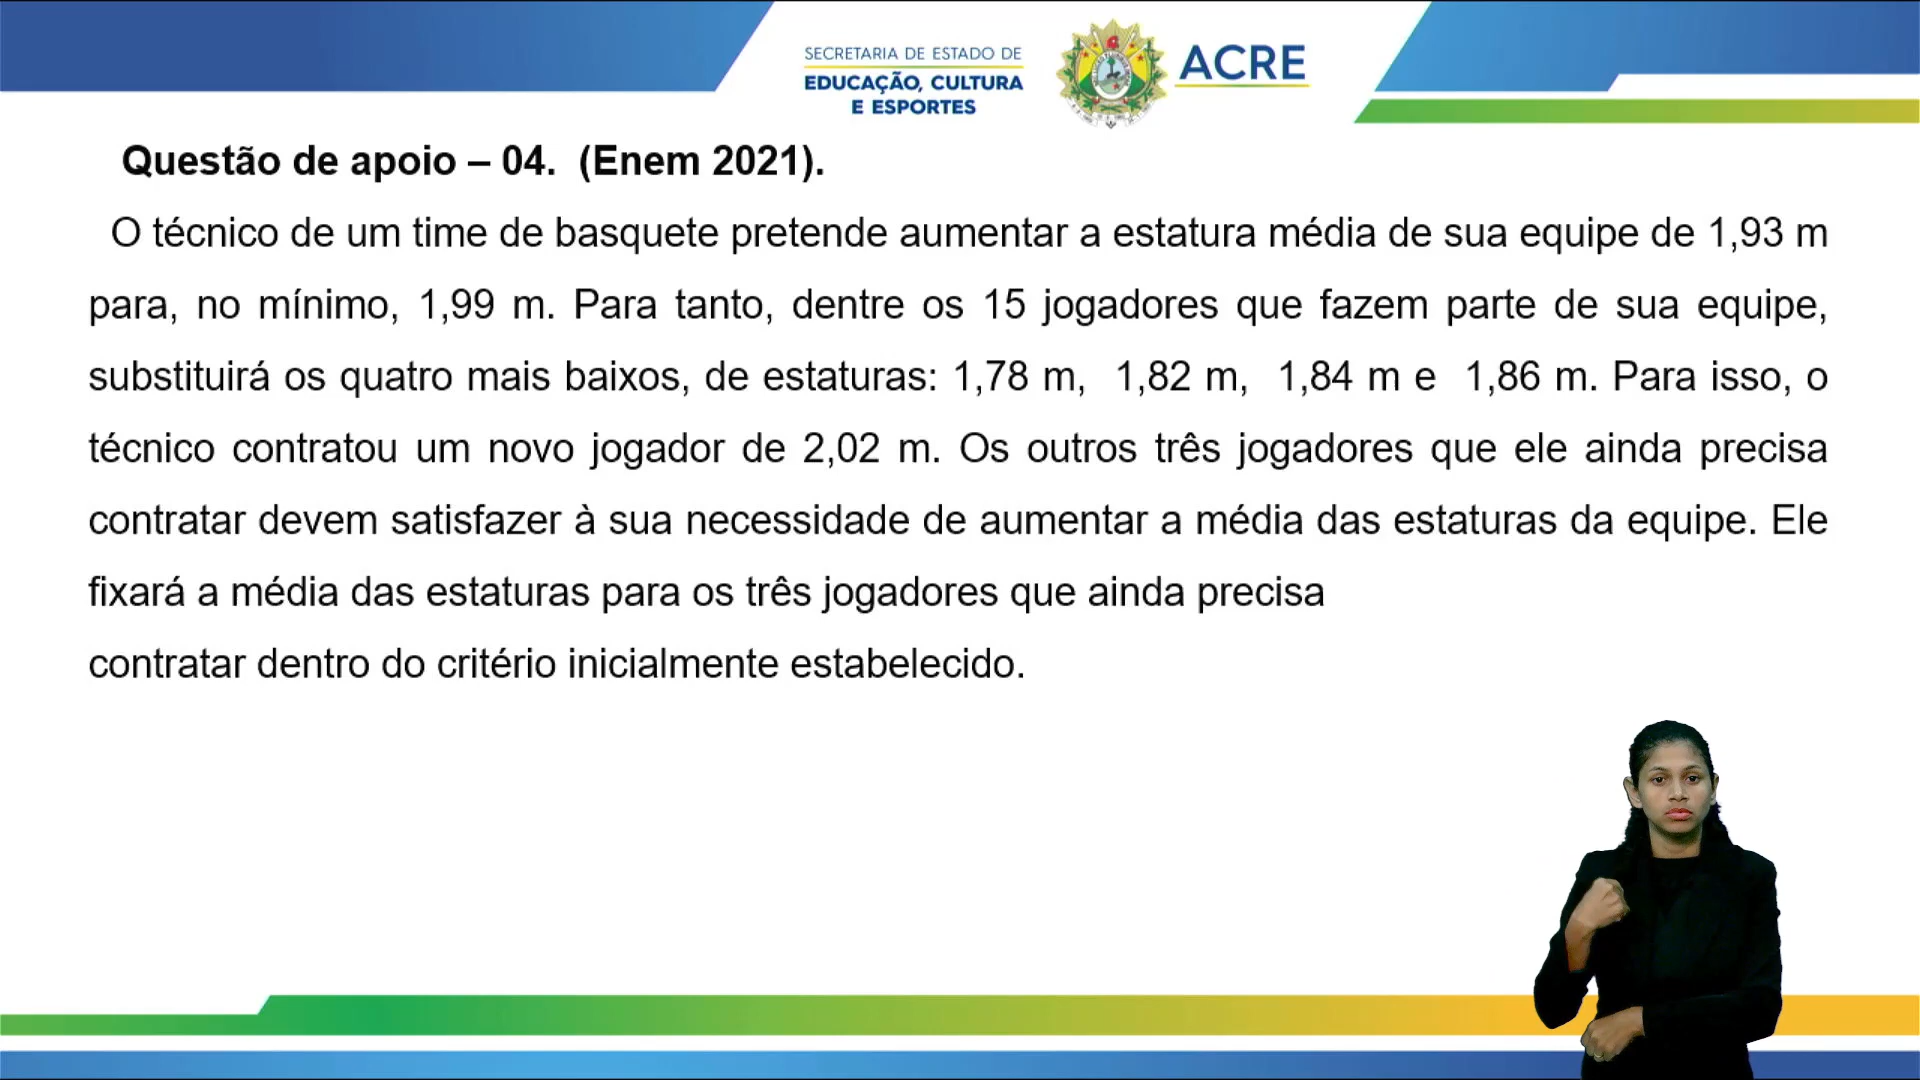 SECRETARIA DE ESTADO DE
EDUCAÇÃO, CULTURA
E ESPORTES
ACRE
Questão de apoio – 04. (Enem 2021).
O técnico de um time de basquete pretende aumentar a estatura média de sua equipe de 1,93 m
para, no mínimo, 1,99 m. Para tanto, dentre os 15 jogadores que fazem parte de sua equipe,
substituirá os quatro mais baixos, de estaturas: 1,78 m, 1,82 m, 1,84 m e 1,86 m. Para isso, o
técnico contratou um novo jogador de 2,02 m. Os outros três jogadores que ele ainda precisa
contratar devem satisfazer à sua necessidade de aumentar a média das estaturas da equipe. Ele
fixará a média das estaturas para os três jogadores que ainda precisa
contratar dentro do critério inicialmente estabelecido.